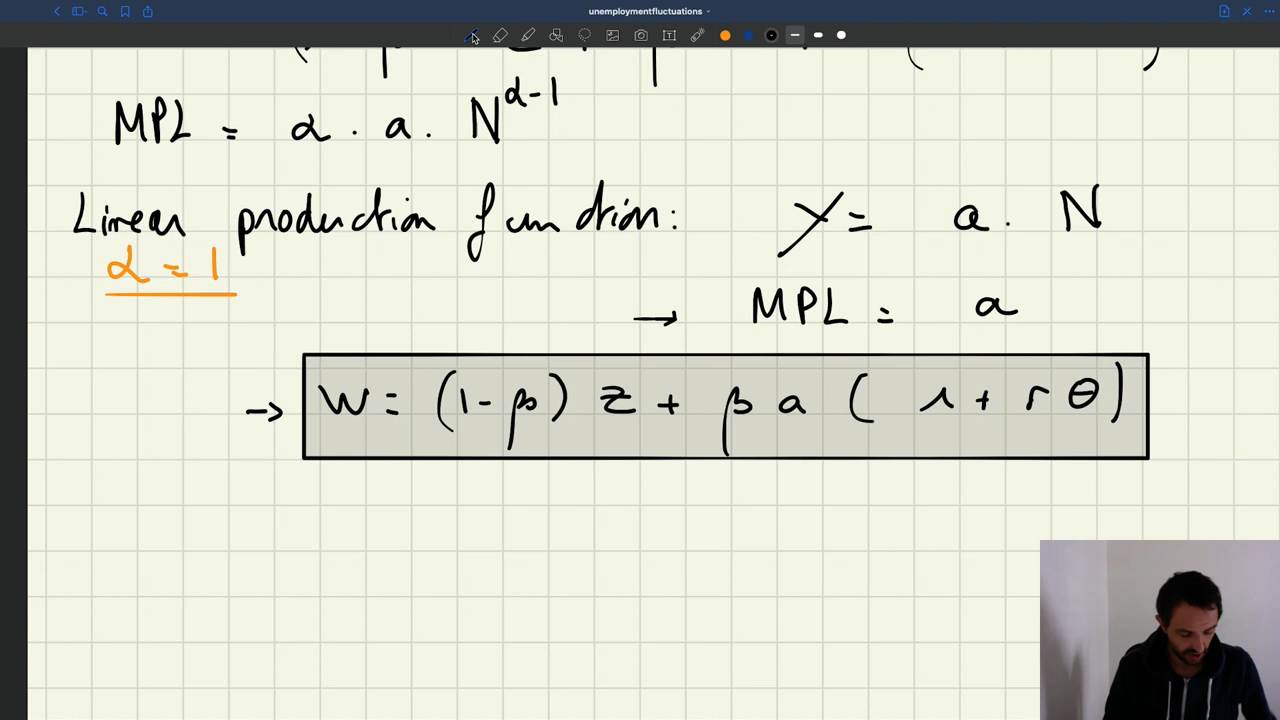 unemploymentfluctuations
MPL = α . a . N^α-1
Linear production function: Y = a . N
α = 1
→ MPL = a
→ W = (1-β) z + β a ( 1 + r θ )